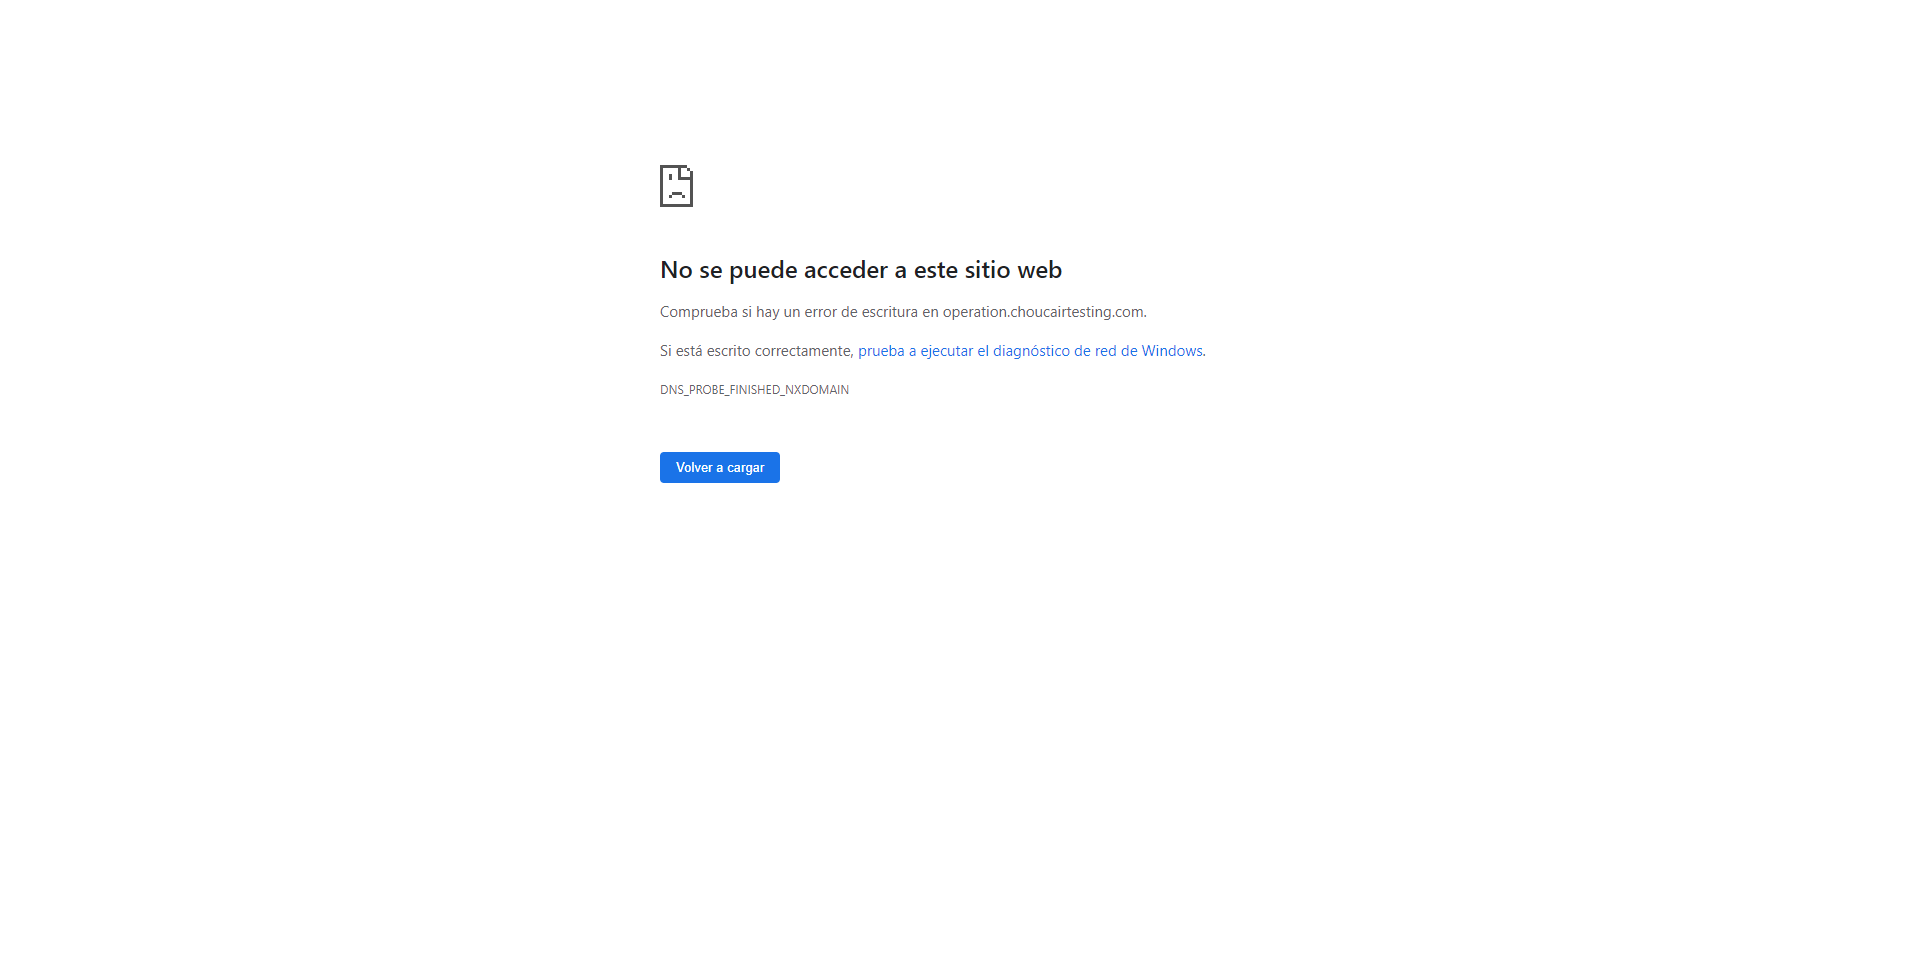 No se puede acceder a este sitio web
Comprueba si hay un error de escritura en operation.choucairtesting.com.
Si está escrito correctamente, prueba a ejecutar el diagnóstico de red de Windows.
DNS_PROBE_FINISHED_NXDOMAIN
Volver a cargar